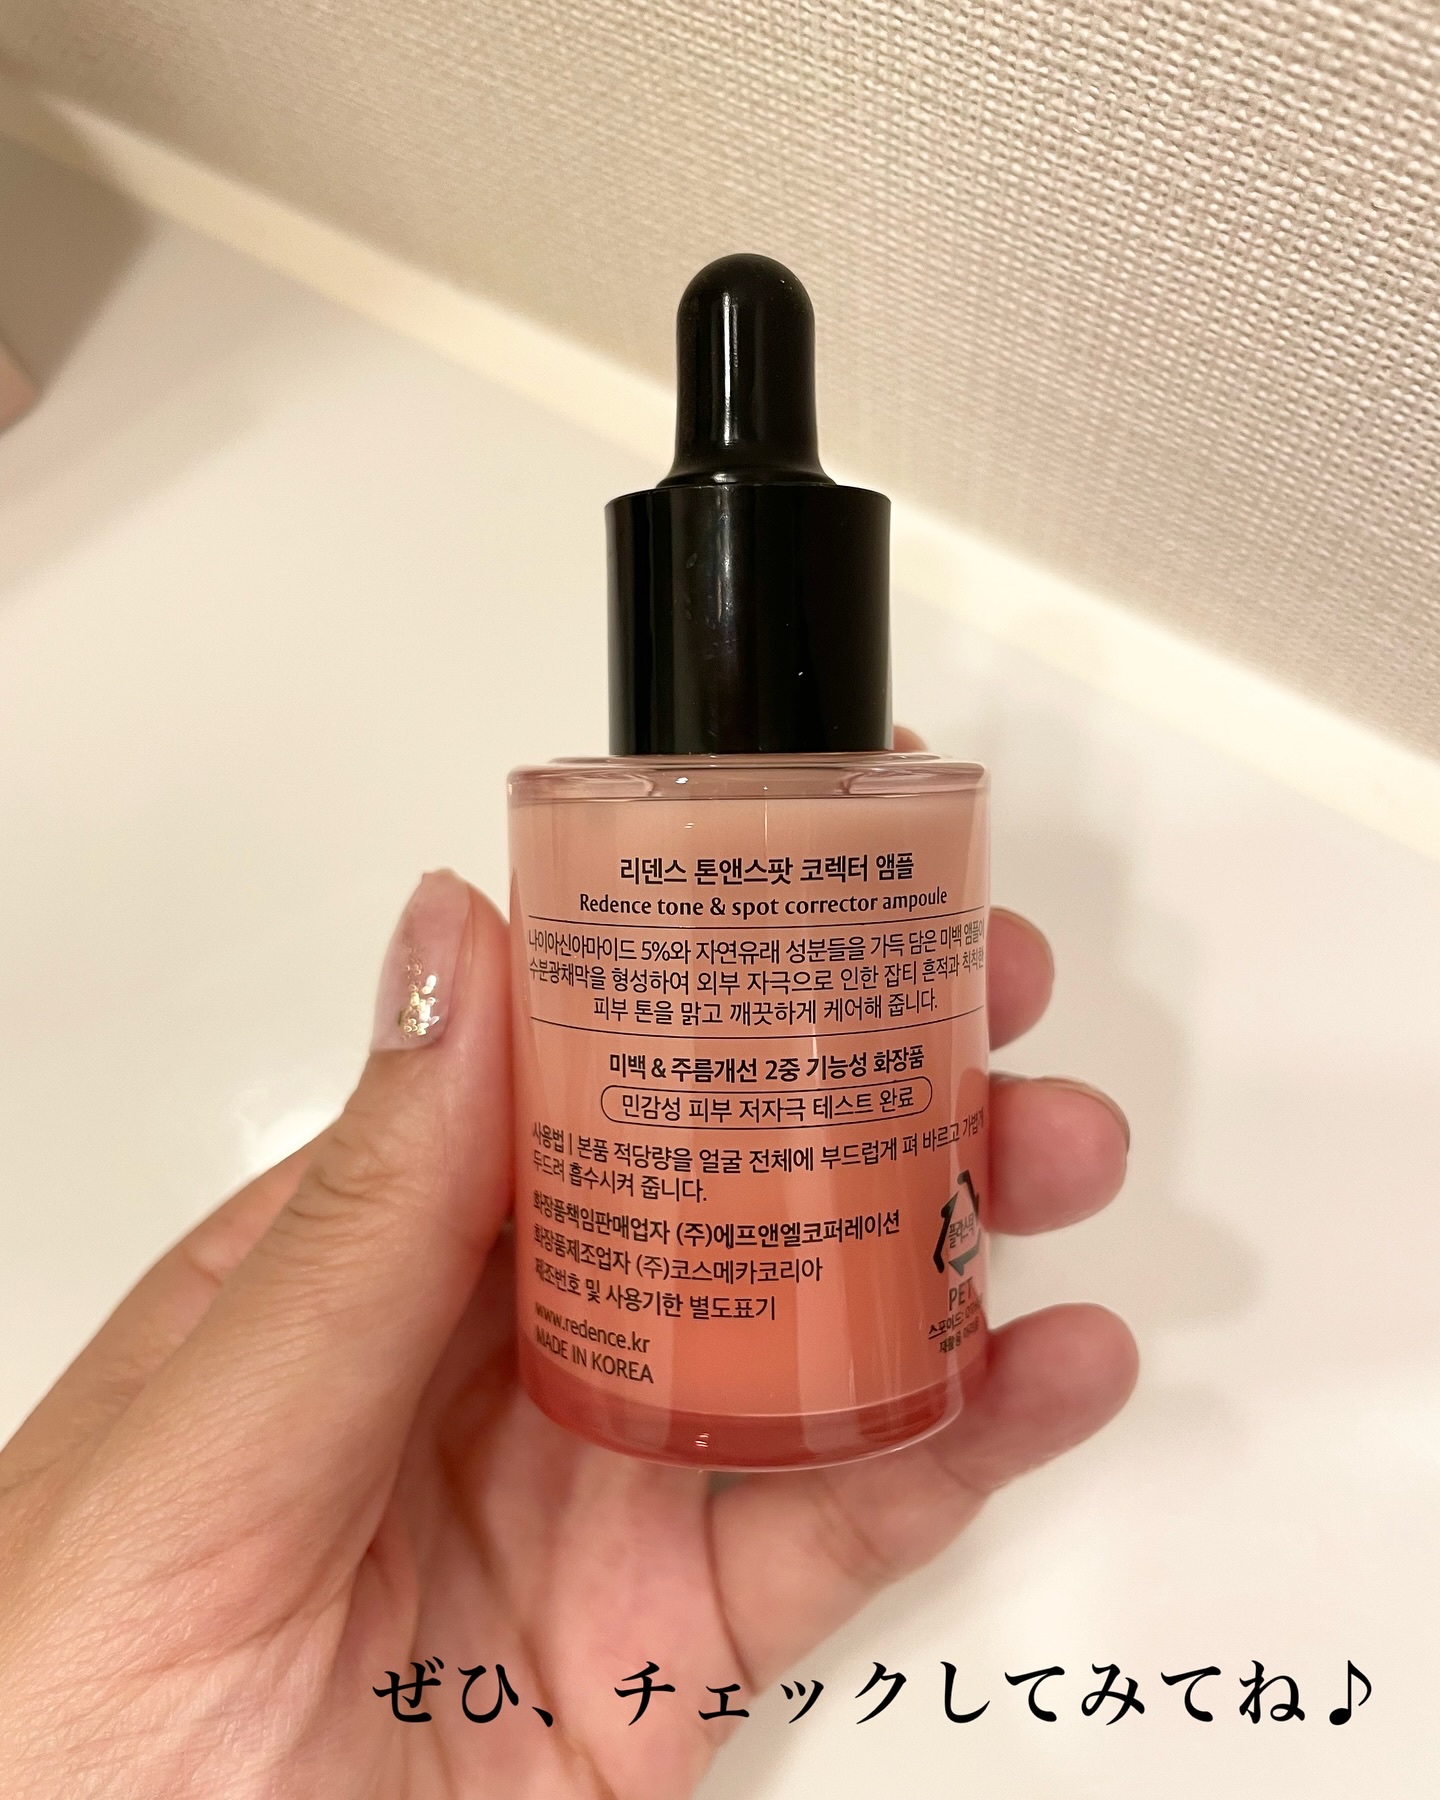 리덴스 톤앤스팟 코렉터 앰플
Redence tone & spot corrector ampoule
나이아신아마이드 5%와 자연유래 성분들을 가득 담은 미백 앰플이
수분광채막을 형성하여 외부 자극으로 인한 잡티 흔적과 칙칙한
피부 톤을 맑고 깨끗하게 케어해 줍니다.
미백 & 주름개선 2중 기능성 화장품
민감성 피부 저자극 테스트 완료
사용법 | 본품 적당량을 얼굴 전체에 부드럽게 펴 바르고 가볍게
두드려 흡수시켜 줍니다.
화장품책임판매업자 (주)에프앤엘코퍼레이션
화장품제조업자 (주)코스메카코리아
제조번호 및 사용기한 별도표기
www.redence.kr
MADE IN KOREA
플라스틱
PET
스포이드:
재활용
ぜひ、チェックしてみてね♪